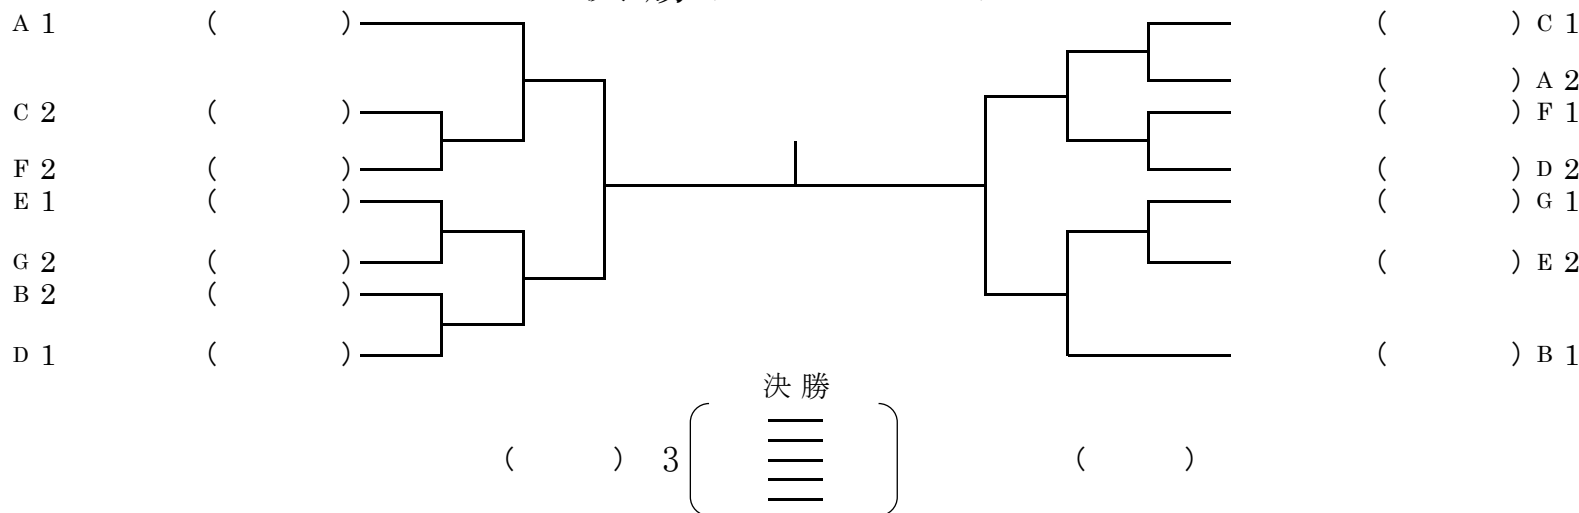 A 1 ( ) ( ) C 1
( ) A 2
C 2 ( ) ( ) F 1
F 2 ( ) ( ) D 2
E 1 ( ) ( ) G 1
G 2 ( ) ( ) E 2
B 2 ( )
D 1 ( ) ( ) B 1
決 勝
( ) 3 ( )